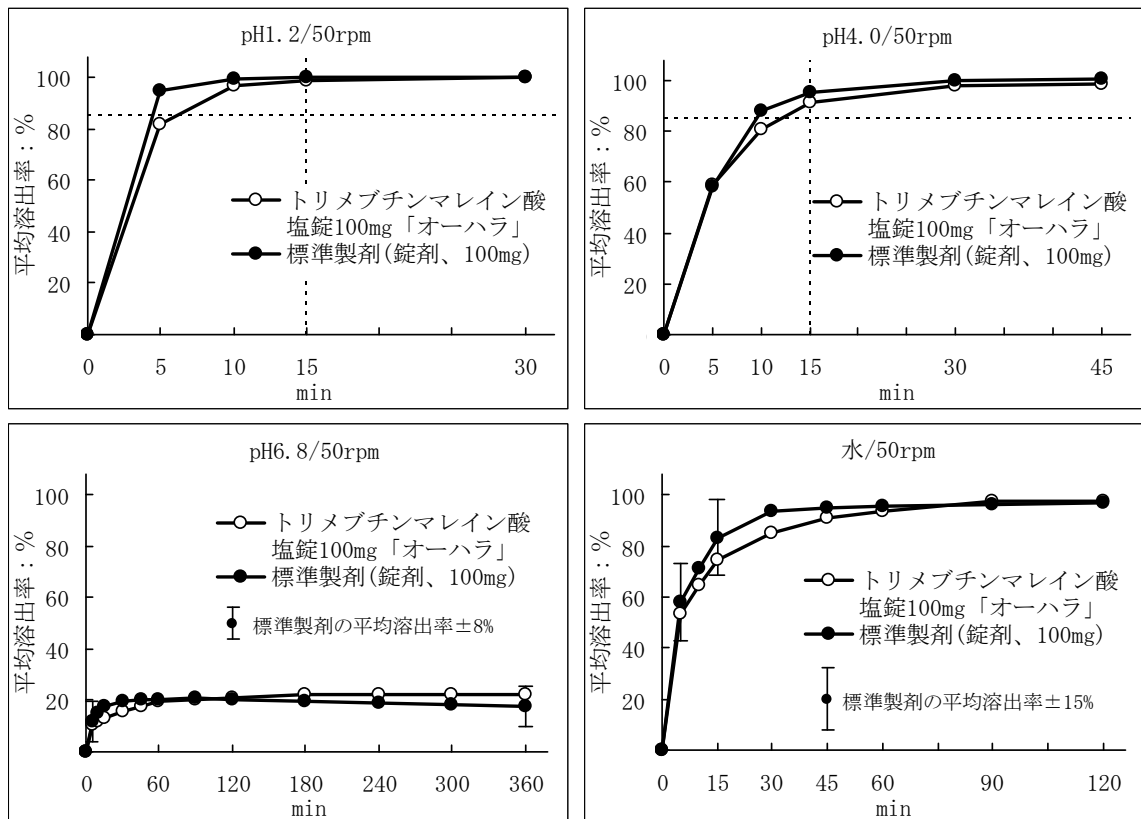 pH1.2/50rpm
平均溶出率：%
100
80
60
40
20
トリメブチンマレイン酸
塩錠100mg「オーハラ」
標準製剤(錠剤、100mg)
0
5
10
15
30
min
pH4.0/50rpm
平均溶出率：%
100
80
60
40
20
トリメブチンマレイン酸
塩錠100mg「オーハラ」
標準製剤(錠剤、100mg)
0
5
10
15
30
45
min
pH6.8/50rpm
平均溶出率：%
100
80
60
40
20
トリメブチンマレイン酸
塩錠100mg「オーハラ」
標準製剤(錠剤、100mg)
標準製剤の平均溶出率±8%
0
60
120
180
240
300
360
min
水/50rpm
平均溶出率：%
100
80
60
40
20
トリメブチンマレイン酸
塩錠100mg「オーハラ」
標準製剤(錠剤、100mg)
標準製剤の平均溶出率±15%
0
15
30
45
60
90
120
min